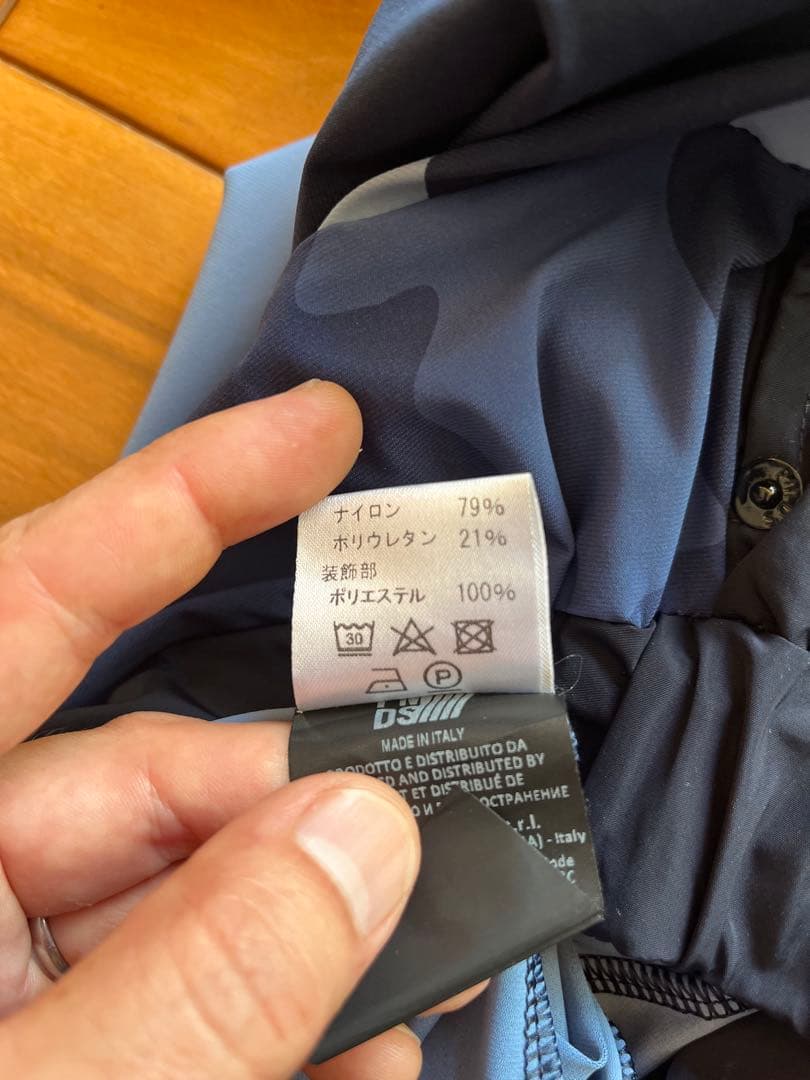 ナイロン 79%
ポリウレタン 21%
装飾部
ポリエステル 100%
30
P
MADE IN ITALY
PRODOTTO E DISTRIBUITO DA
AND DISTRIBUTED BY
ET DISTRIBUÉ DE
s.r.l.
- Italy